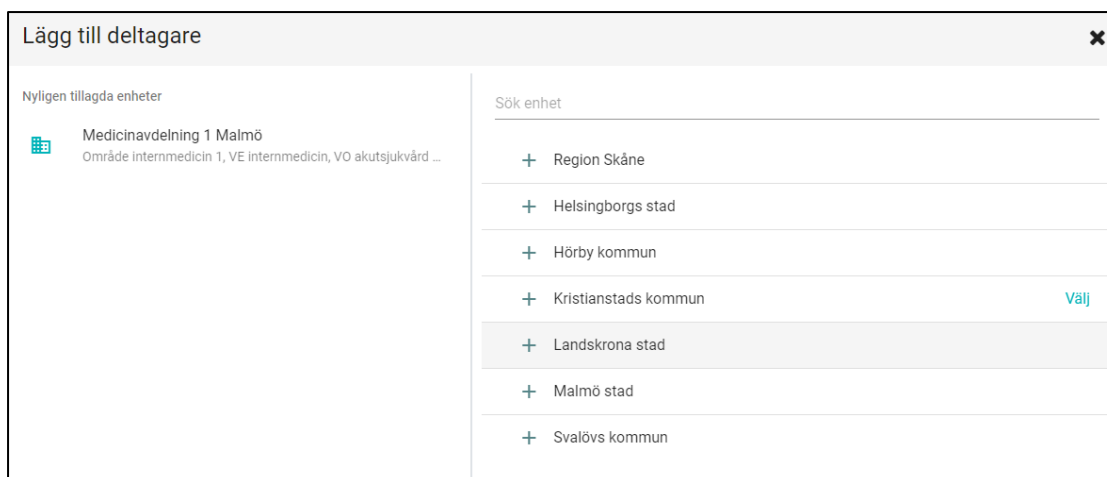 Lägg till deltagare
Nyligen tillagda enheter
Medicinavdelning 1 Malmö
Område internmedicin 1, VE internmedicin, VO akutsjukvård ...
Sök enhet
Region Skåne
Helsingborgs stad
Hörby kommun
Kristianstads kommun Välj
Landskrona stad
Malmö stad
Svalövs kommun